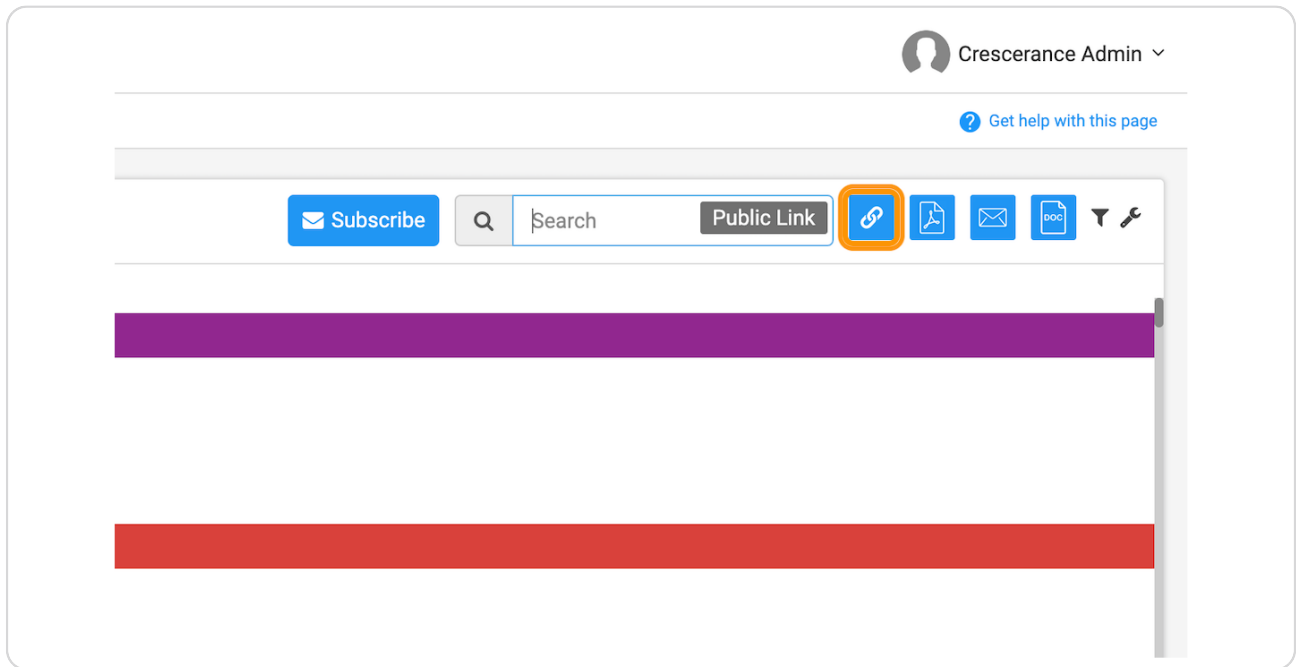 Crescerance Admin
? Get help with this page
Subscribe Search Public Link DOC